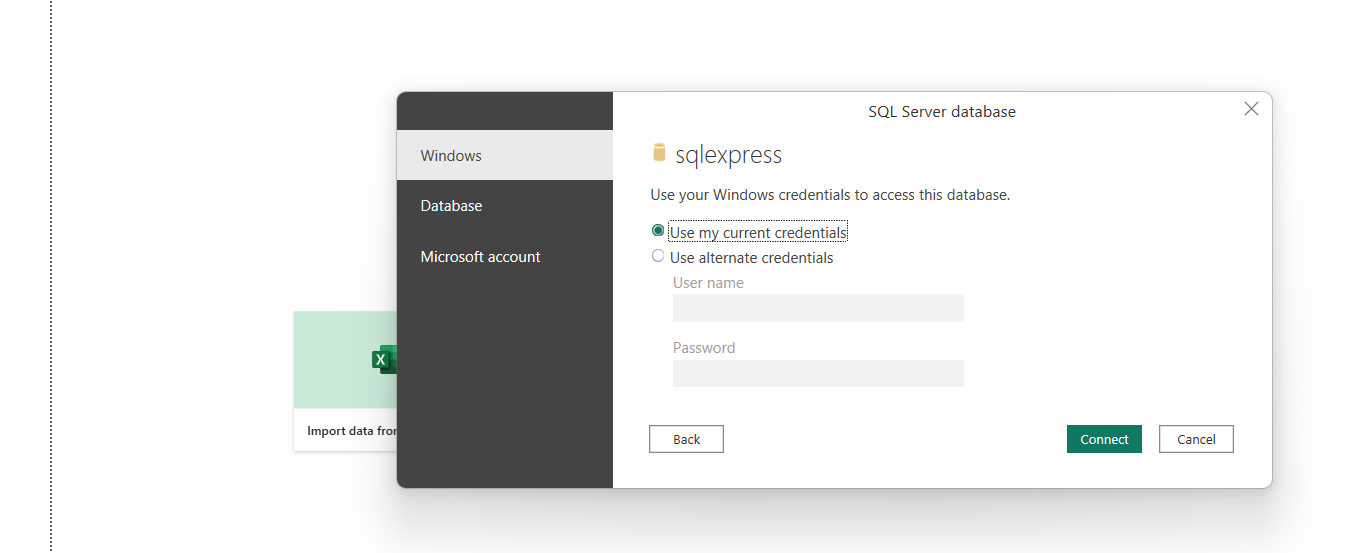 SQL Server database
Windows
Database
Microsoft account
sqlexpress
Use your Windows credentials to access this database.
Use my current credentials
Use alternate credentials
User name
Password
Back
Connect
Cancel
X
Import data fro